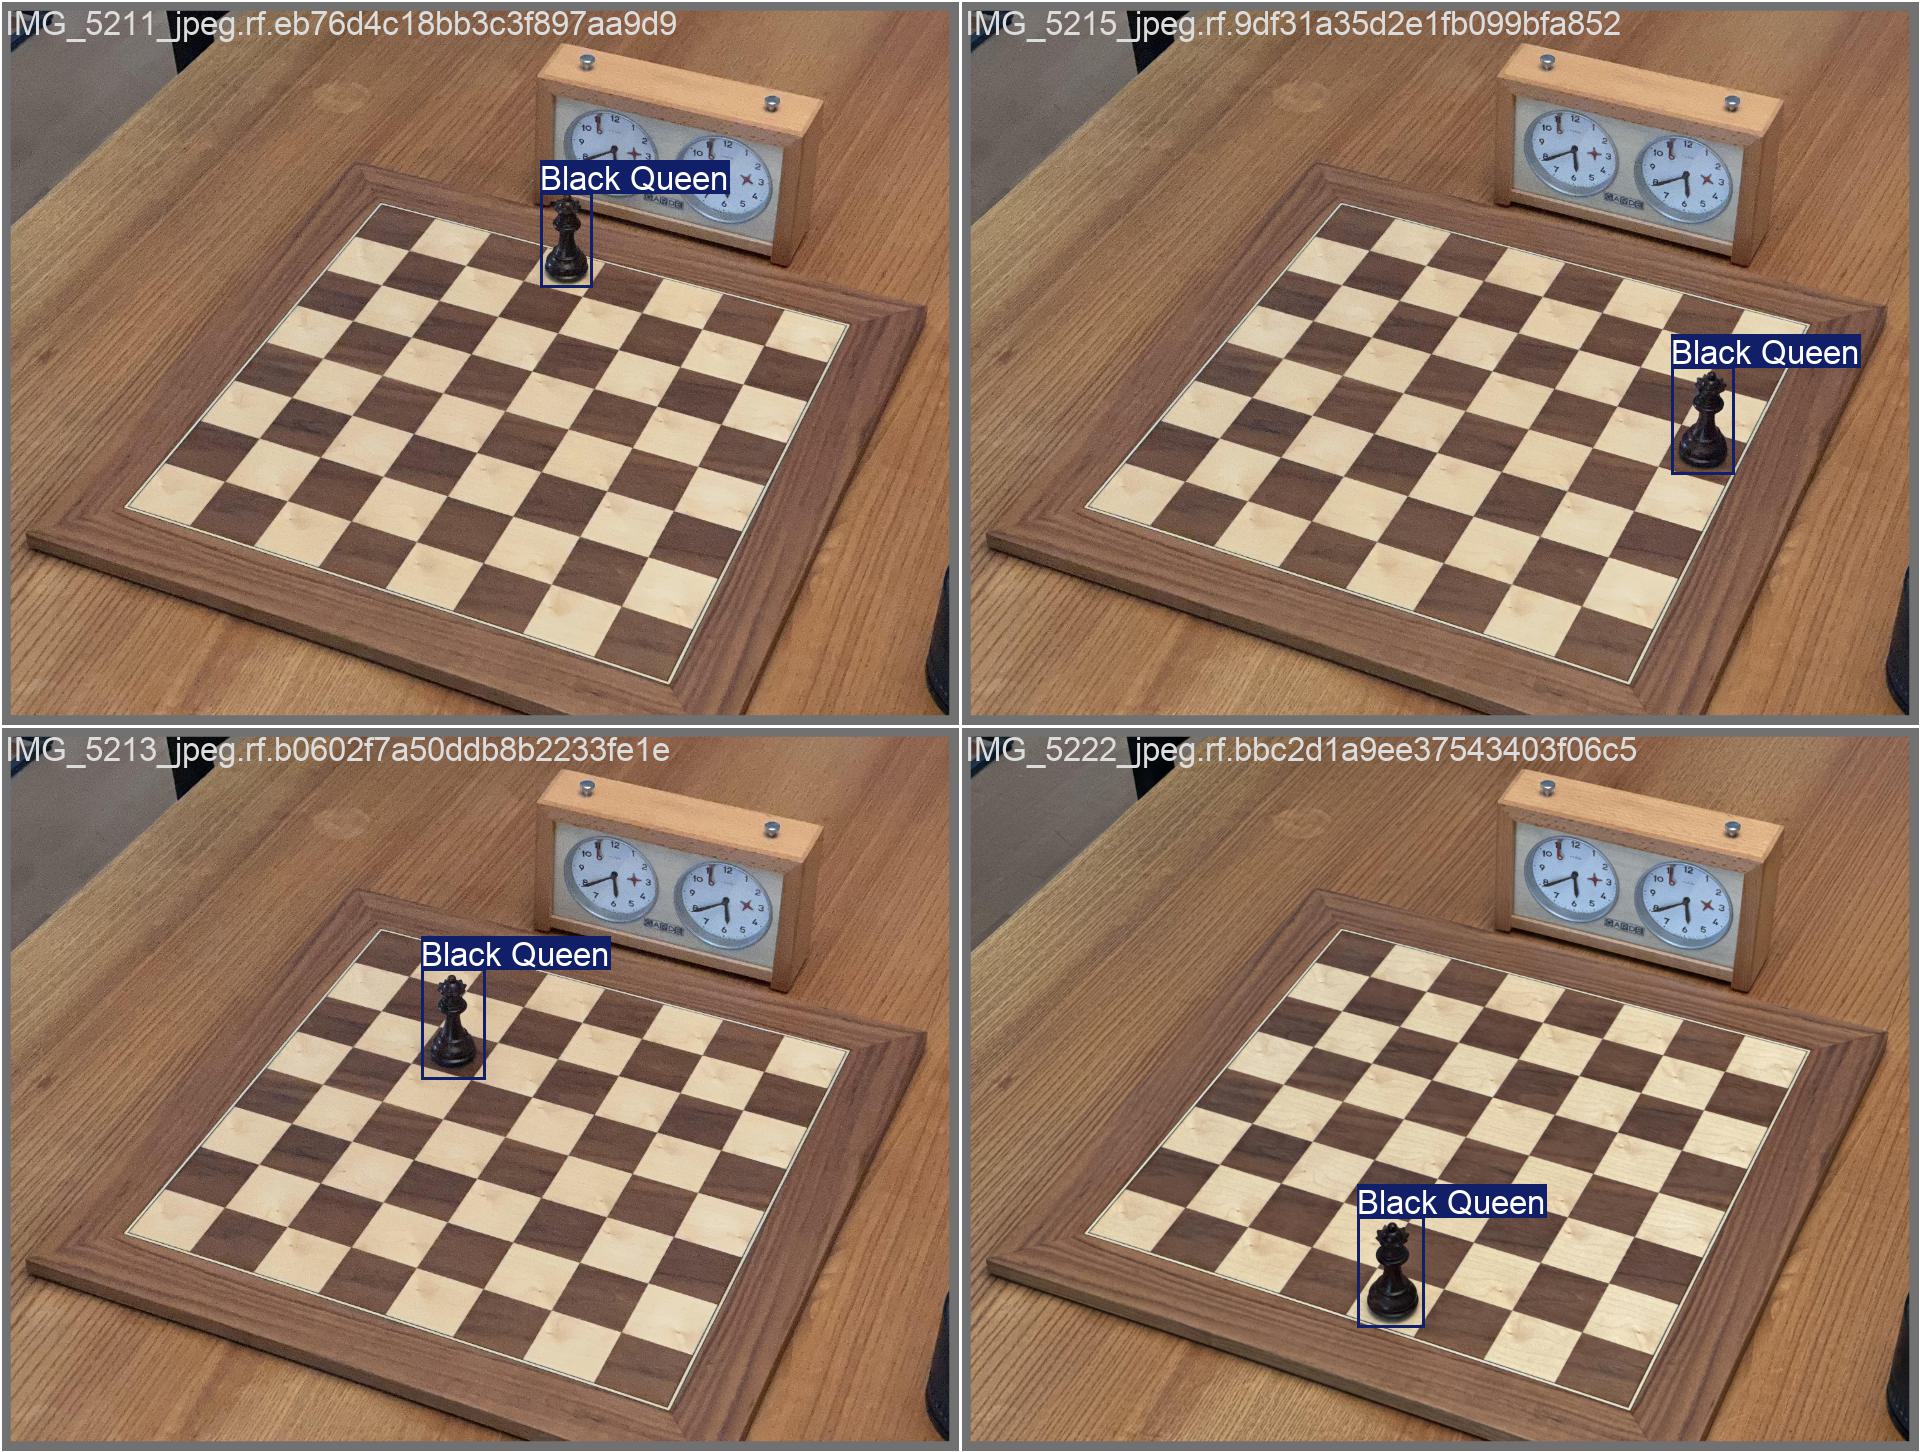 IMG_5211_jpeg.rf.eb76d4c18bb3c3f897aa9d9
Black Queen
IMG_5215_jpeg.rf.9df31a35d2e1fb099bfa852
Black Queen
IMG_5213_jpeg.rf.b0602f7a50ddb8b2233fe1e
Black Queen
IMG_5222_jpeg.rf.bbc2d1a9ee37543403f06c5
Black Queen